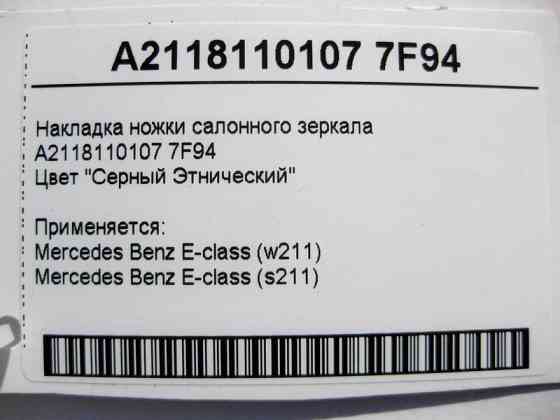 A2118110107 7F94
Накладка ножки салонного зеркала
A2118110107 7F94
Цвет "Серный Этнический"
Применяется:
Mercedes Benz E-class (w211)
Mercedes Benz E-class (s211)